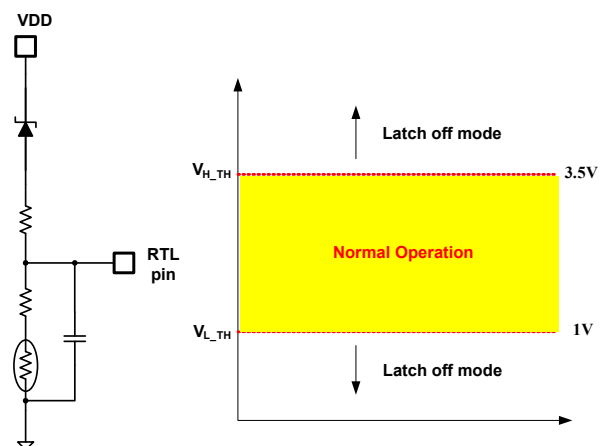 VDD
RTL
pin
Latch off mode
VH_TH
3.5V
Normal Operation
VL_TH
1V
Latch off mode